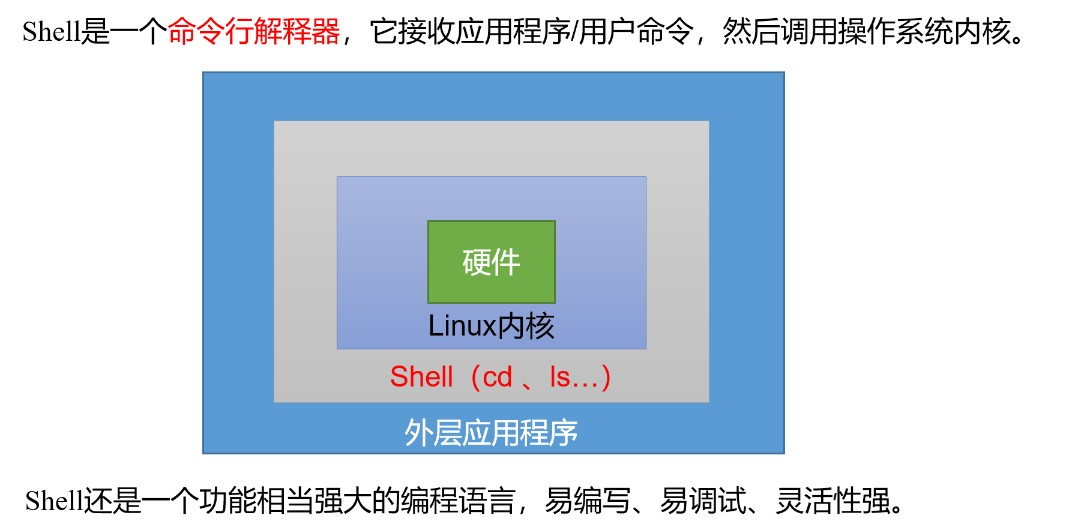 Shell是一个命令行解释器，它接收应用程序/用户命令，然后调用操作系统内核。
硬件
Linux内核
Shell（cd 、ls…）
外层应用程序
Shell还是一个功能相当强大的编程语言，易编写、易调试、灵活性强。